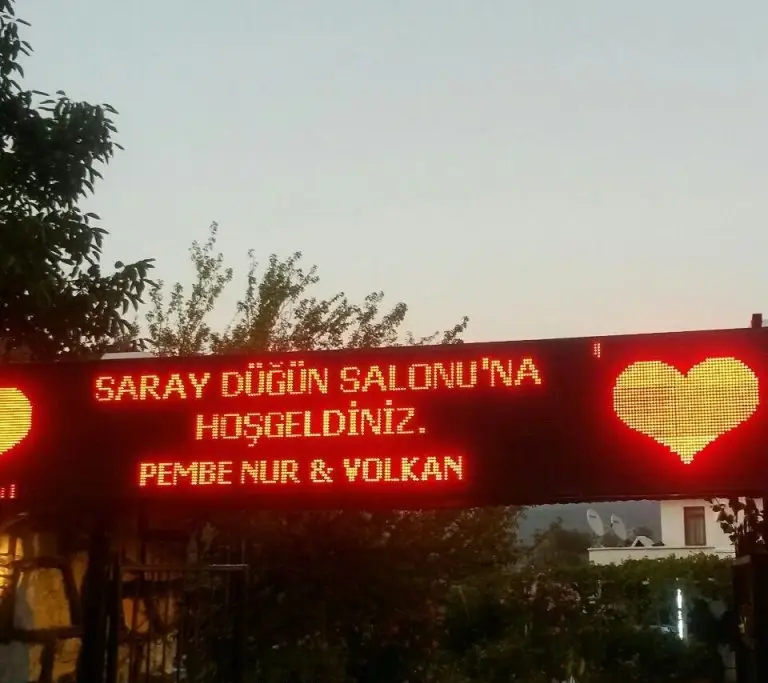 SARAY DÜĞÜN SALONU'NA
HOŞGELDİNİZ.
PEMBE NUR & VOLKAN